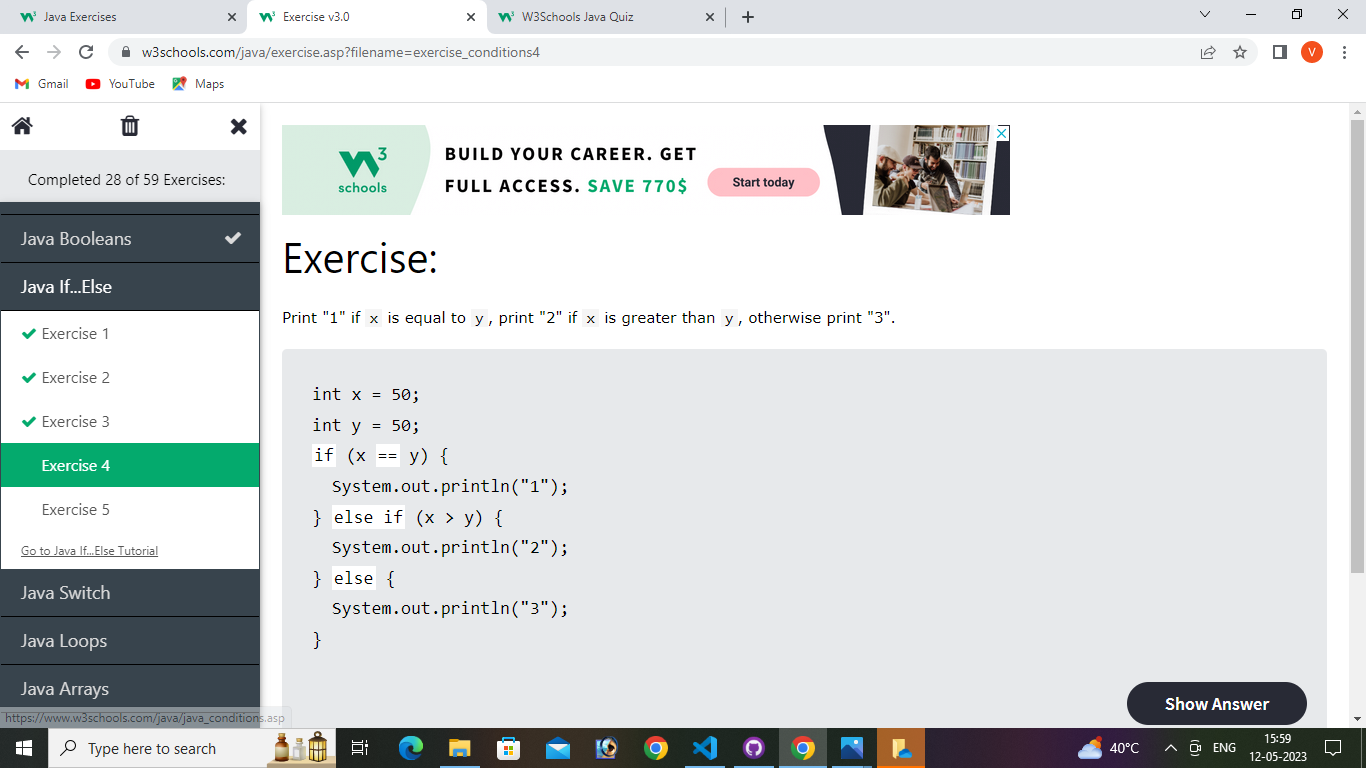 Java Exercises
Exercise v3.0
W3Schools Java Quiz
w3schools.com/java/exercise.asp?filename=exercise_conditions4
V
Gmail
YouTube
Maps
Completed 28 of 59 Exercises:
Java Booleans
Java If...Else
Exercise 1
Exercise 2
Exercise 3
Exercise 4
Exercise 5
Go to Java If...Else Tutorial
Java Switch
Java Loops
Java Arrays
https://www.w3schools.com/java/java_conditions.asp
W3
schools
BUILD YOUR CAREER. GET
FULL ACCESS. SAVE 770$
Start today
Exercise:
Print "1" if x is equal to y, print "2" if x is greater than y, otherwise print "3".
int x = 50;
int y = 50;
if (x == y) {
  System.out.println("1");
} else if (x > y) {
  System.out.println("2");
} else {
  System.out.println("3");
}
Show Answer
Type here to search
40°C
ENG
15:59
12-05-2023